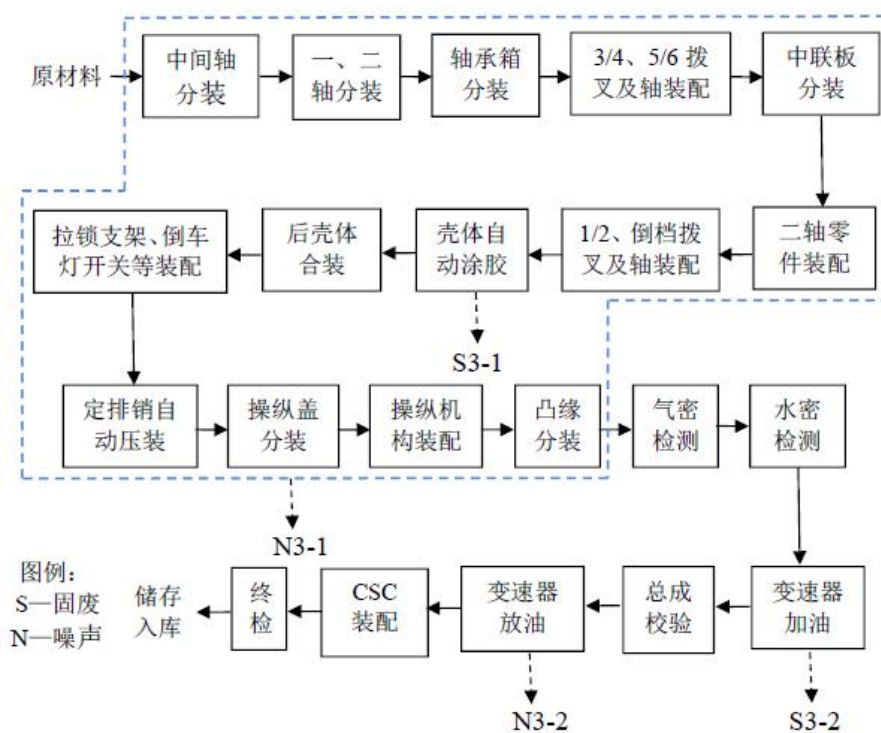 原材料
中间轴
分装
一、二
轴分装
轴承箱
分装
3/4、5/6 拨
叉及轴装配
中联板
分装
拉锁支架、倒车
灯开关等装配
后壳体
合装
壳体自
动涂胶
1/2、倒档拨
叉及轴装配
二轴零
件装配
S3-1
定排销自
动压装
操纵盖
分装
操纵机
构装配
凸缘
分装
气密
检测
水密
检测
N3-1
图例：
S—固废
N—噪声
储存
入库
终
检
CSC
装配
变速器
放油
总成
校验
变速器
加油
N3-2
S3-2